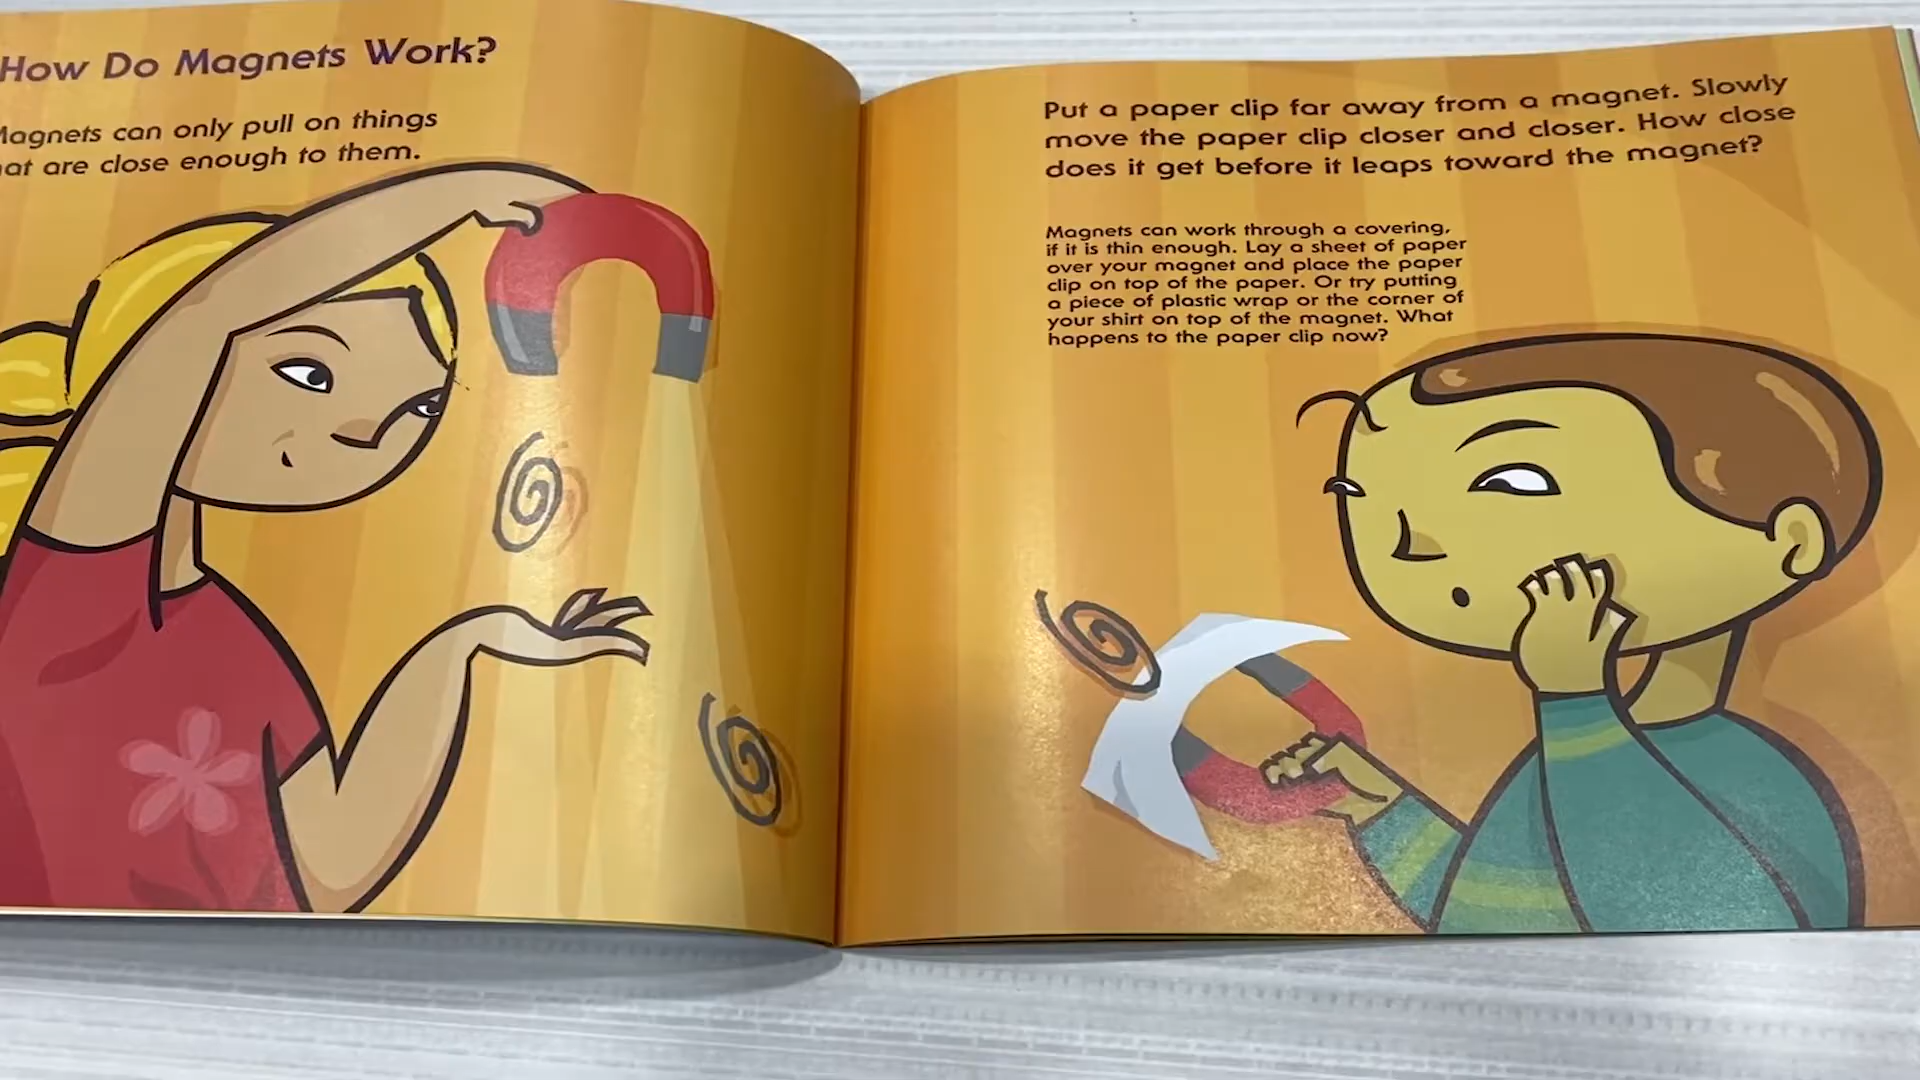 How Do Magnets Work?
Magnets can only pull on things
that are close enough to them.
Put a paper clip far away from a magnet. Slowly
move the paper clip closer and closer. How close
does it get before it leaps toward the magnet?
Magnets can work through a covering,
if it is thin enough. Lay a sheet of paper
over your magnet and place the paper
clip on top of the paper. Or try putting
a piece of plastic wrap or the corner of
your shirt on top of the magnet. What
happens to the paper clip now?